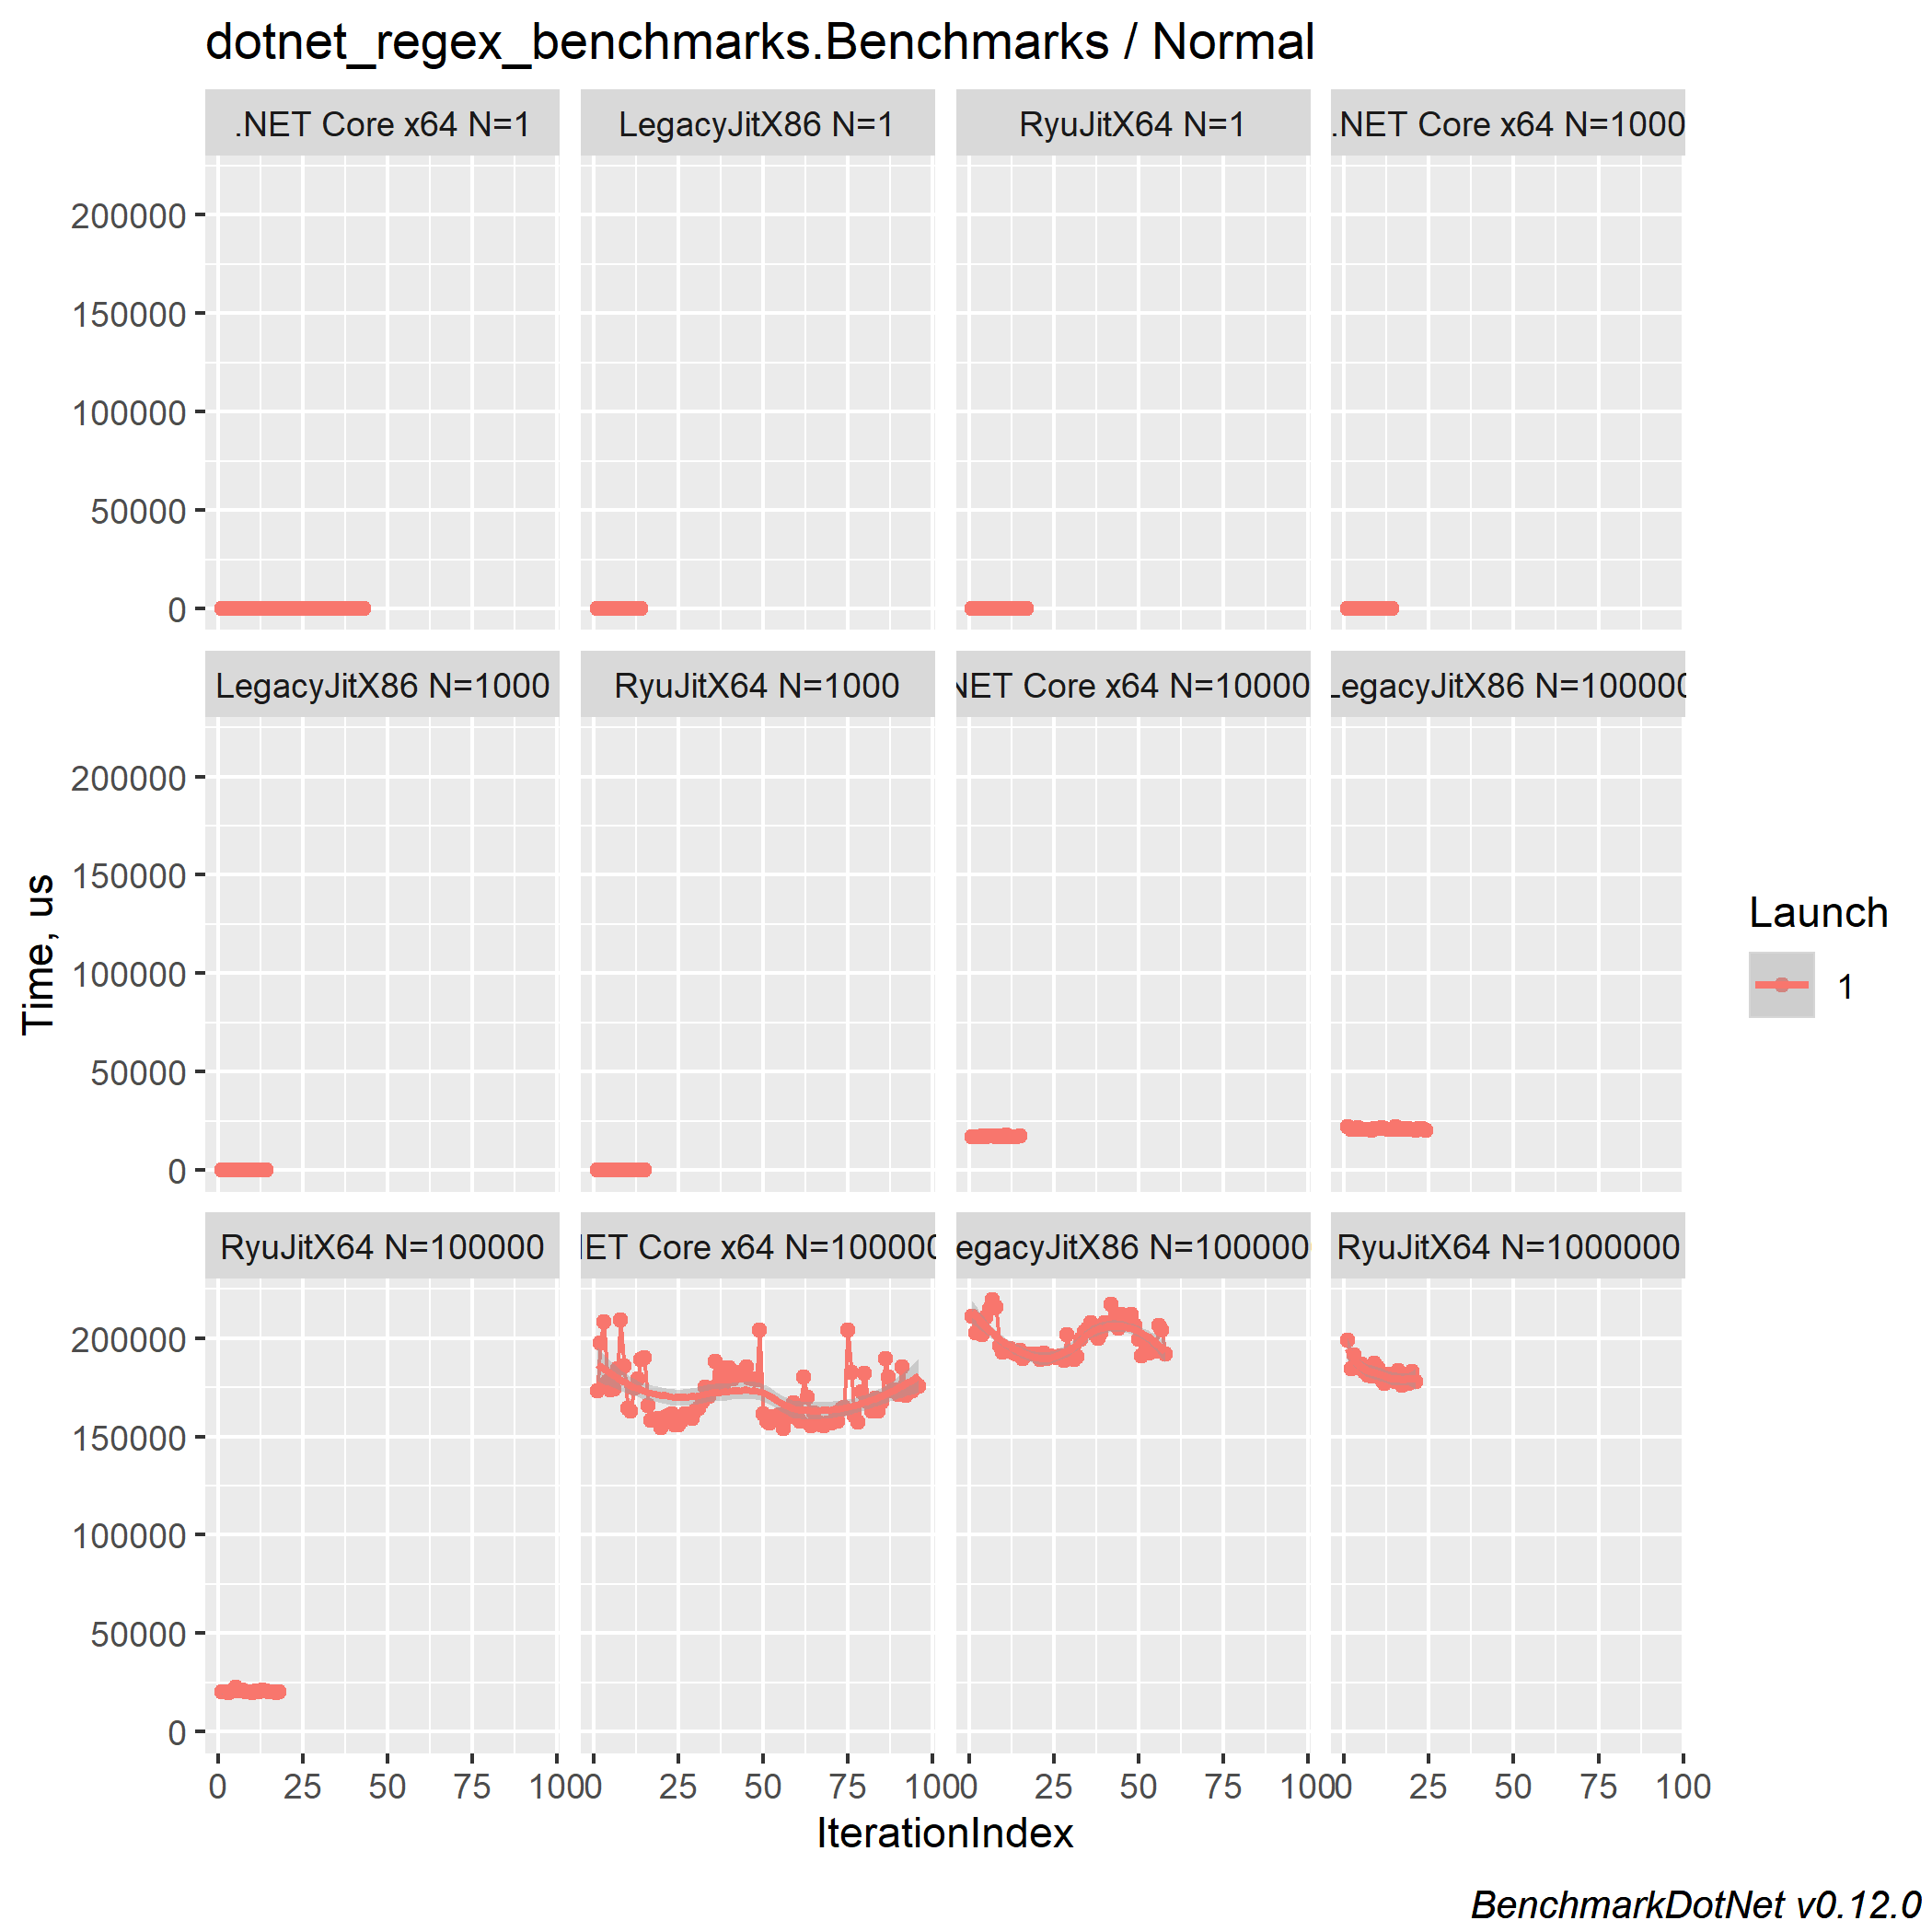 dotnet_regex_benchmarks.Benchmarks / Normal
.NET Core x64 N=1 LegacyJitX86 N=1 RyuJitX64 N=1 .NET Core x64 N=1000
200000
150000
100000
50000
0
LegacyJitX86 N=1000 RyuJitX64 N=1000 NET Core x64 N=10000 LegacyJitX86 N=100000
200000
150000
100000
50000
0
RyuJitX64 N=100000 NET Core x64 N=100000 egacyJitX86 N=100000 RyuJitX64 N=1000000
200000
150000
100000
50000
0
0 25 50 75 100 0 25 50 75 100 0 25 50 75 100 0 25 50 75 100
IterationIndex
Time, us
Launch
1
BenchmarkDotNet v0.12.0